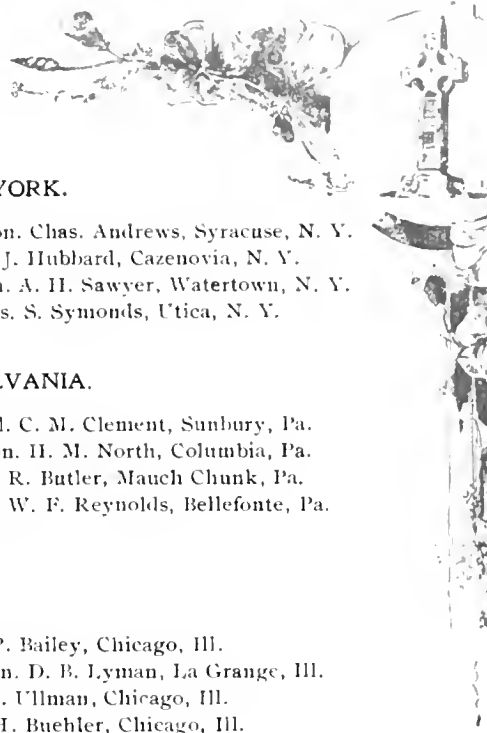 YORK.
on. Chas. Andrews, Syracuse, N. Y.
J. Hubbard, Cazenovia, N. Y.
n. A. H. Sawyer, Watertown, N. Y.
s. S. Symonds, Utica, N. Y.
LVANIA.
l. C. M. Clement, Sunbury, Pa.
n. H. M. North, Columbia, Pa.
R. Butler, Mauch Chunk, Pa.
W. F. Reynolds, Bellefonte, Pa.
P. Bailey, Chicago, Ill.
n. D. B. Lyman, La Grange, Ill.
. Ullman, Chicago, Ill.
H. Buehler, Chicago, Ill.